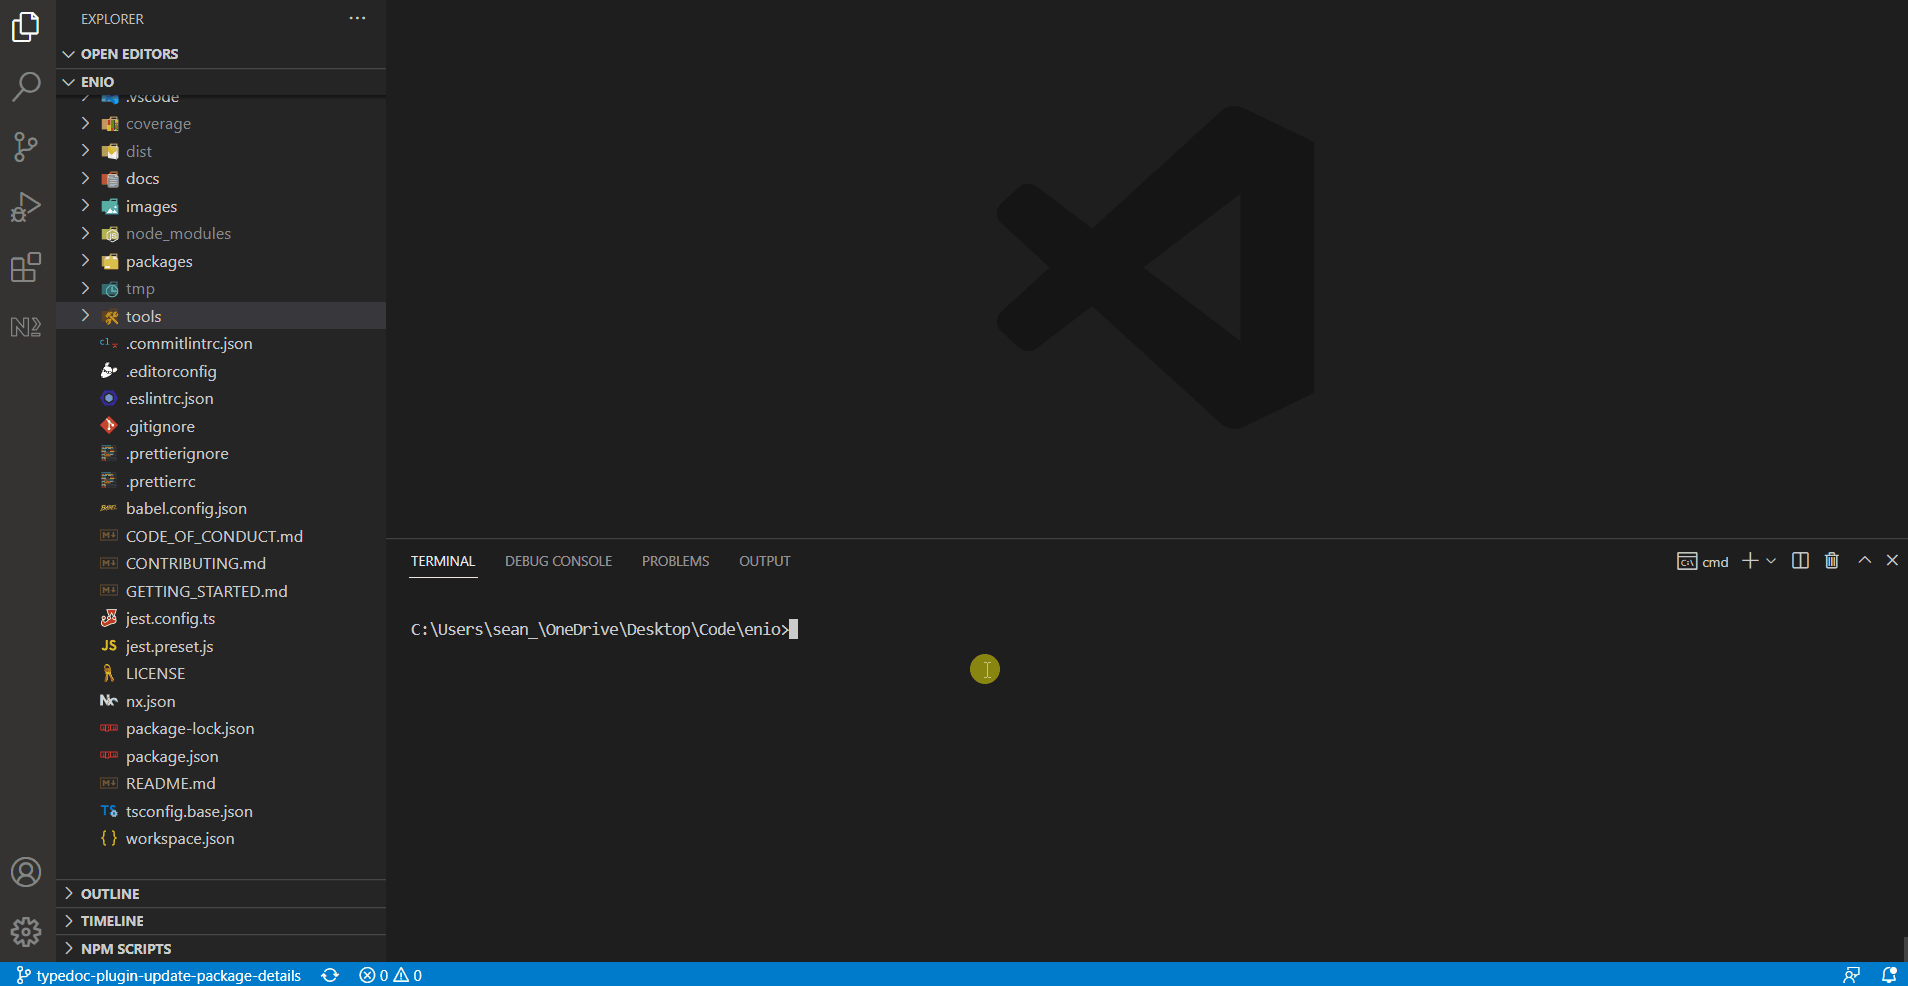 EXPLORER
OPEN EDITORS
ENIO
.vscode
coverage
dist
docs
images
node_modules
packages
tmp
tools
.commitlintrc.json
.editorconfig
.eslintrc.json
.gitignore
.prettierignore
.prettierrc
babel.config.json
CODE_OF_CONDUCT.md
CONTRIBUTING.md
GETTING_STARTED.md
jest.config.ts
jest.preset.js
LICENSE
nx.json
package-lock.json
package.json
README.md
tsconfig.base.json
workspace.json
OUTLINE
TIMELINE
NPM SCRIPTS
TERMINAL DEBUG CONSOLE PROBLEMS OUTPUT
cmd
C:\Users\sean_\OneDrive\Desktop\Code\enio>
typedoc-plugin-update-package-details 0 0